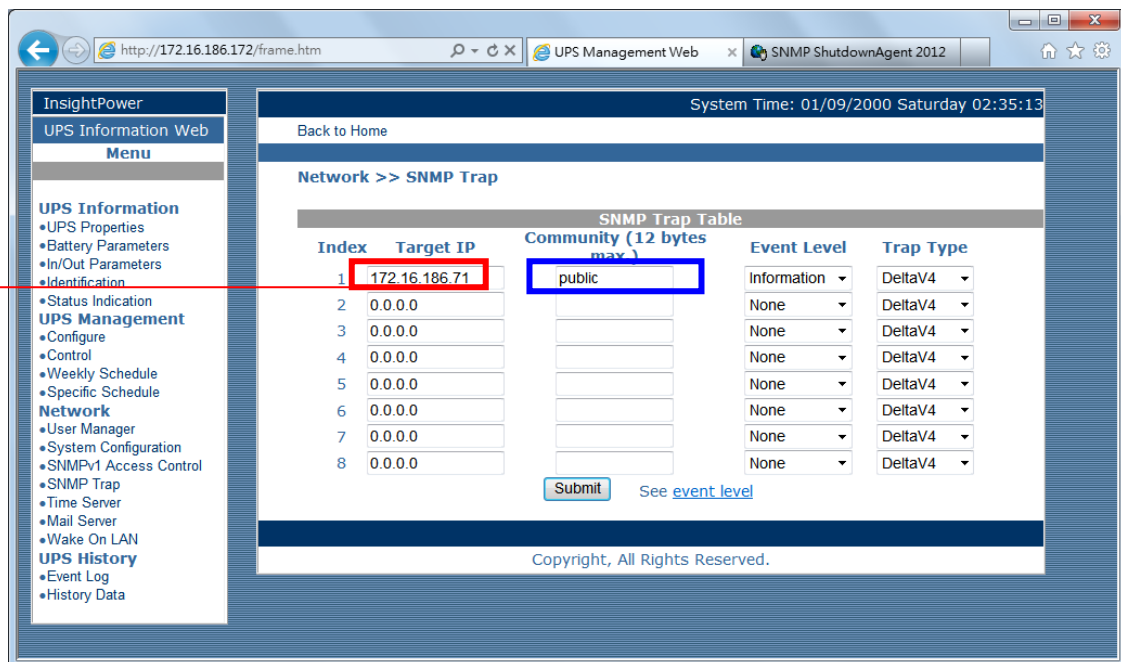 http://172.16.186.172/frame.htm
UPS Management Web
SNMP ShutdownAgent 2012
InsightPower
System Time: 01/09/2000 Saturday 02:35:13
UPS Information Web
Back to Home
Menu
Network >> SNMP Trap
UPS Information
•UPS Properties
•Battery Parameters
•In/Out Parameters
•Identification
•Status Indication
UPS Management
•Configure
•Control
•Weekly Schedule
•Specific Schedule
Network
•User Manager
•System Configuration
•SNMPv1 Access Control
•SNMP Trap
•Time Server
•Mail Server
•Wake On LAN
UPS History
•Event Log
•History Data
SNMP Trap Table
Index Target IP Community (12 bytes max.) Event Level Trap Type
1 172.16.186.71 public Information DeltaV4
2 0.0.0.0 None DeltaV4
3 0.0.0.0 None DeltaV4
4 0.0.0.0 None DeltaV4
5 0.0.0.0 None DeltaV4
6 0.0.0.0 None DeltaV4
7 0.0.0.0 None DeltaV4
8 0.0.0.0 None DeltaV4
Submit See event level
Copyright, All Rights Reserved.